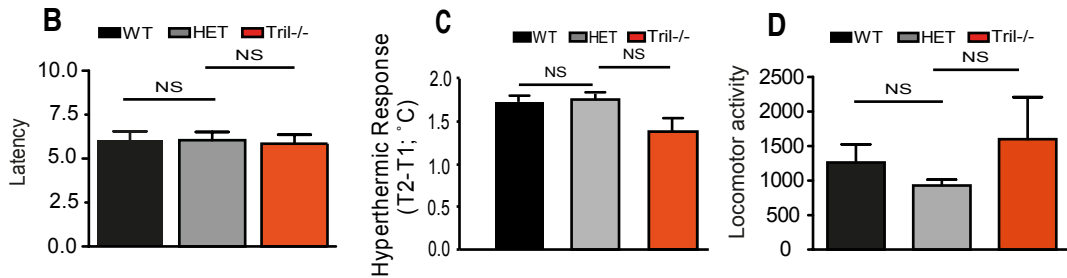 B
WT HET Tril-/-
NS
NS
10.0
7.5
5.0
2.5
0.0
Latency
C
WT HET Tril-/-
NS
NS
2.0
1.5
1.0
0.5
0.0
Hyperthermic Response
(T2-T1; ˚C)
D
WT HET Tril-/-
NS
NS
2500
2000
1500
1000
500
0
Locomotor activity